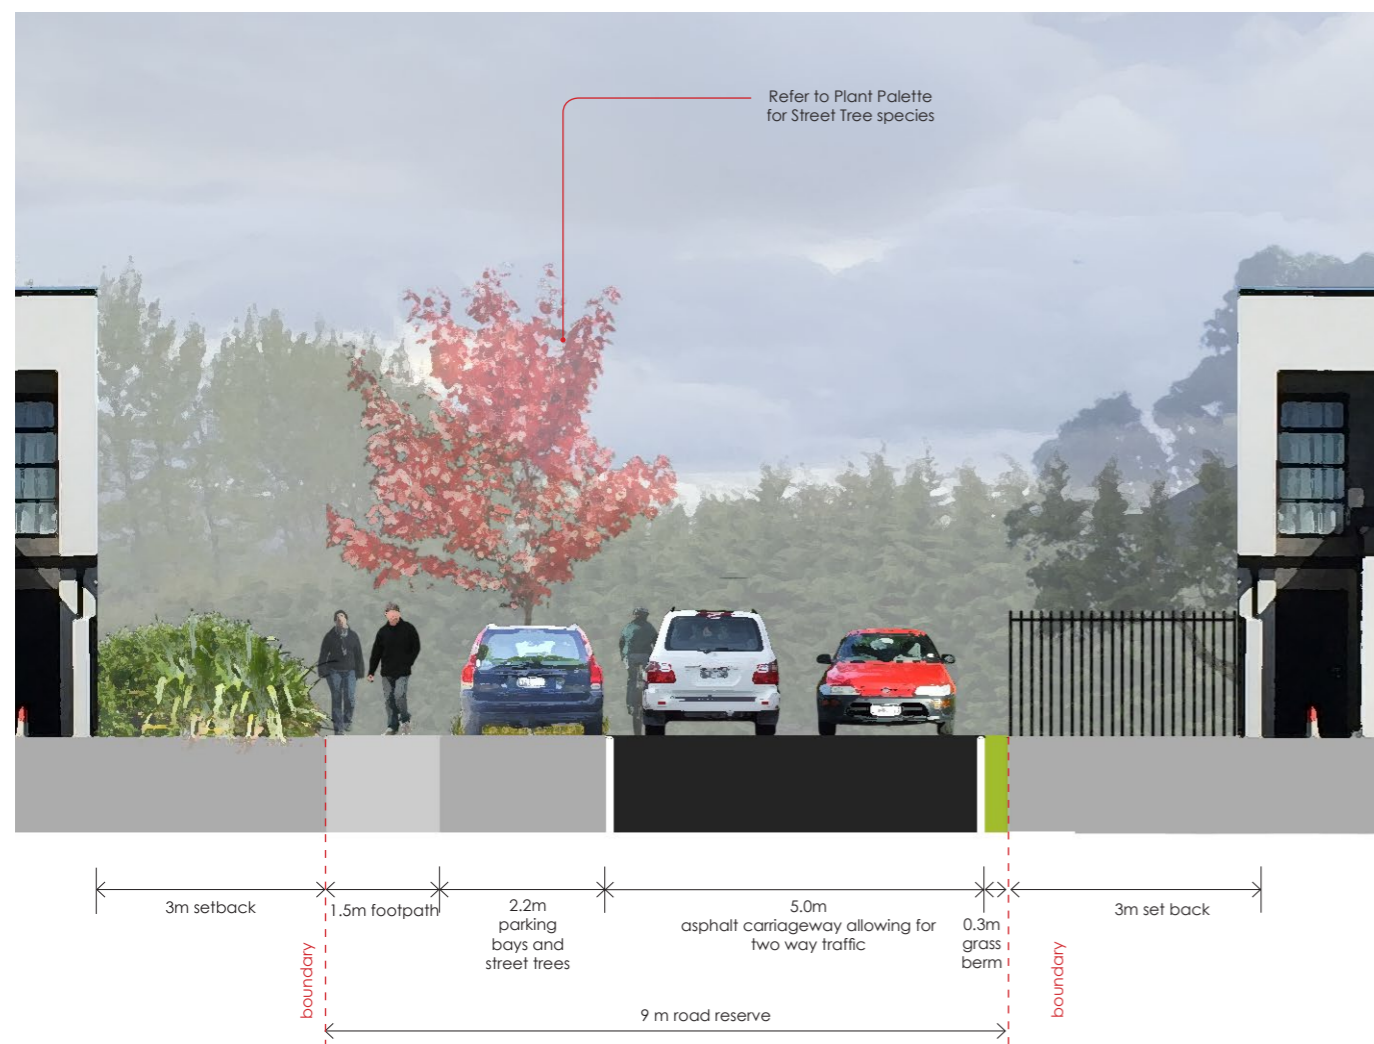 Refer to Plant Palette
for Street Tree species
3m setback
1.5m footpath
2.2m
parking
bays and
street trees
5.0m
asphalt carriageway allowing for
two way traffic
0.3m
grass
berm
3m set back
boundary
boundary
9 m road reserve